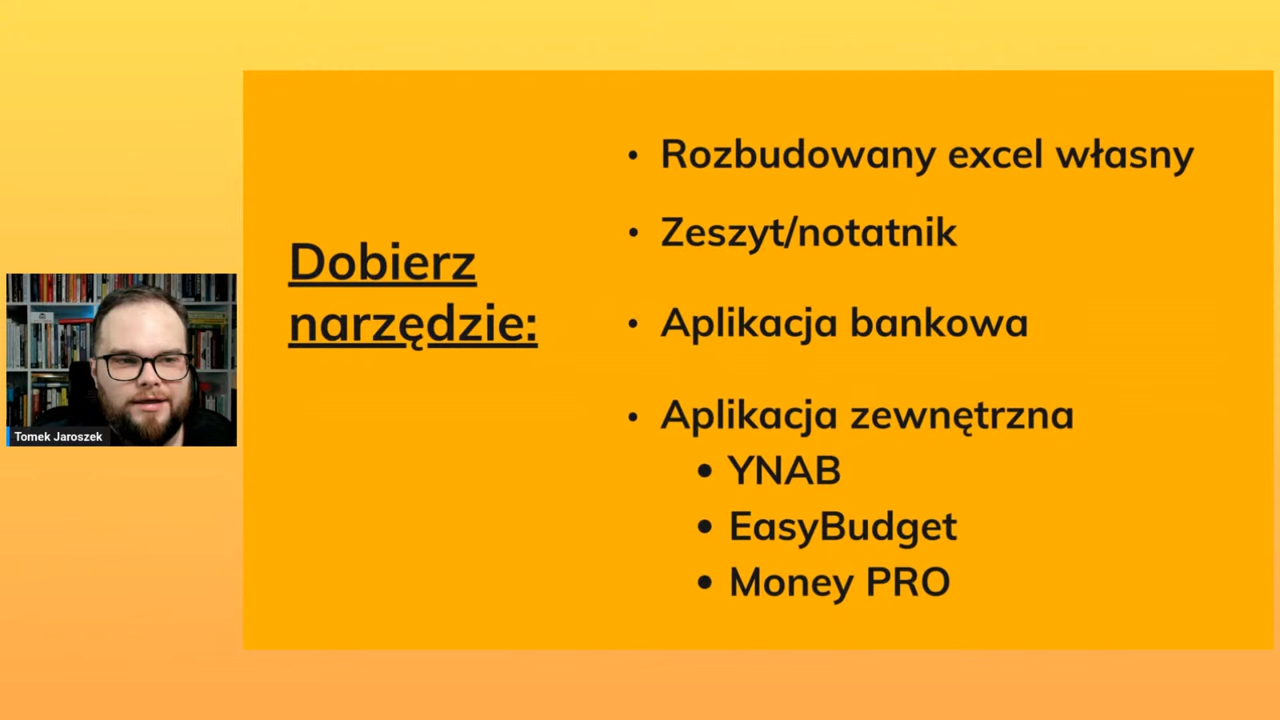 Dobierz
narzędzie:
• Rozbudowany excel własny
• Zeszyt/notatnik
• Aplikacja bankowa
• Aplikacja zewnętrzna
• YNAB
• EasyBudget
• Money PRO
Tomek Jaroszek